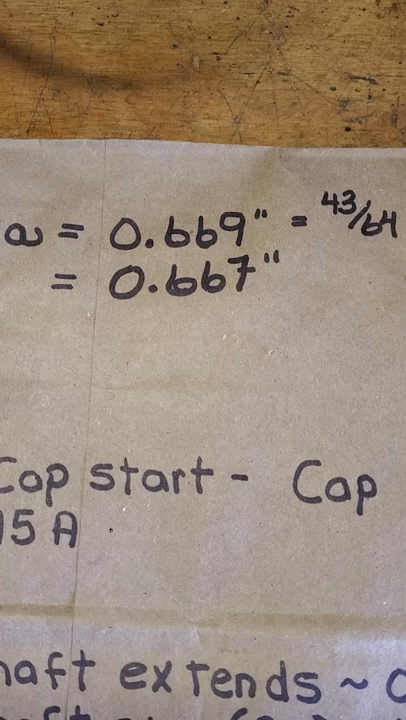 a = 0.669" = 43/64
= 0.667"
Cap start - Cap
15 A
haft extends ~